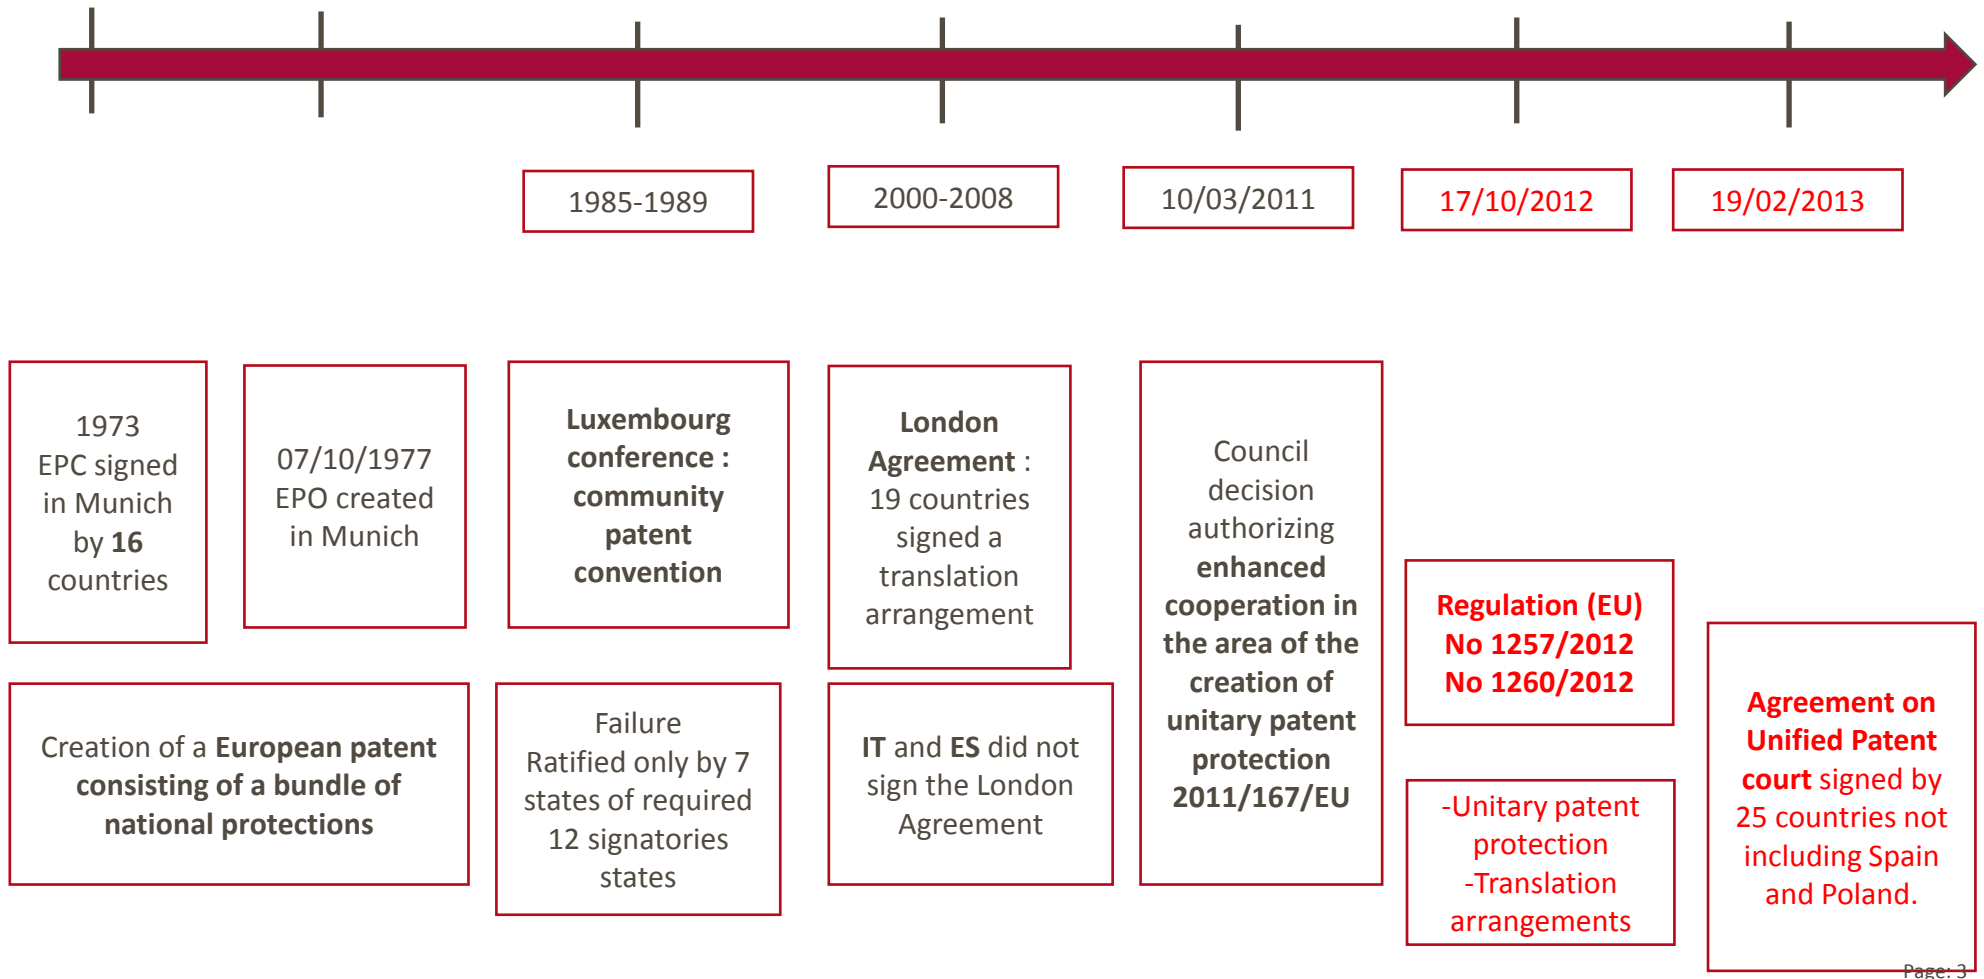 1985-1989
2000-2008
10/03/2011
17/10/2012
19/02/2013
1973
EPC signed
in Munich
by 16
countries
07/10/1977
EPO created
in Munich
Creation of a European patent
consisting of a bundle of
national protections
Luxembourg
conference :
community
patent
convention
Failure
Ratified only by 7
states of required
12 signatories
states
London
Agreement :
19 countries
signed a
translation
arrangement
IT and ES did not
sign the London
Agreement
Council
decision
authorizing
enhanced
cooperation in
the area of the
creation of
unitary patent
protection
2011/167/EU
Regulation (EU)
No 1257/2012
No 1260/2012
-Unitary patent
protection
-Translation
arrangements
Agreement on
Unified Patent
court signed by
25 countries not
including Spain
and Poland.
Page: 3